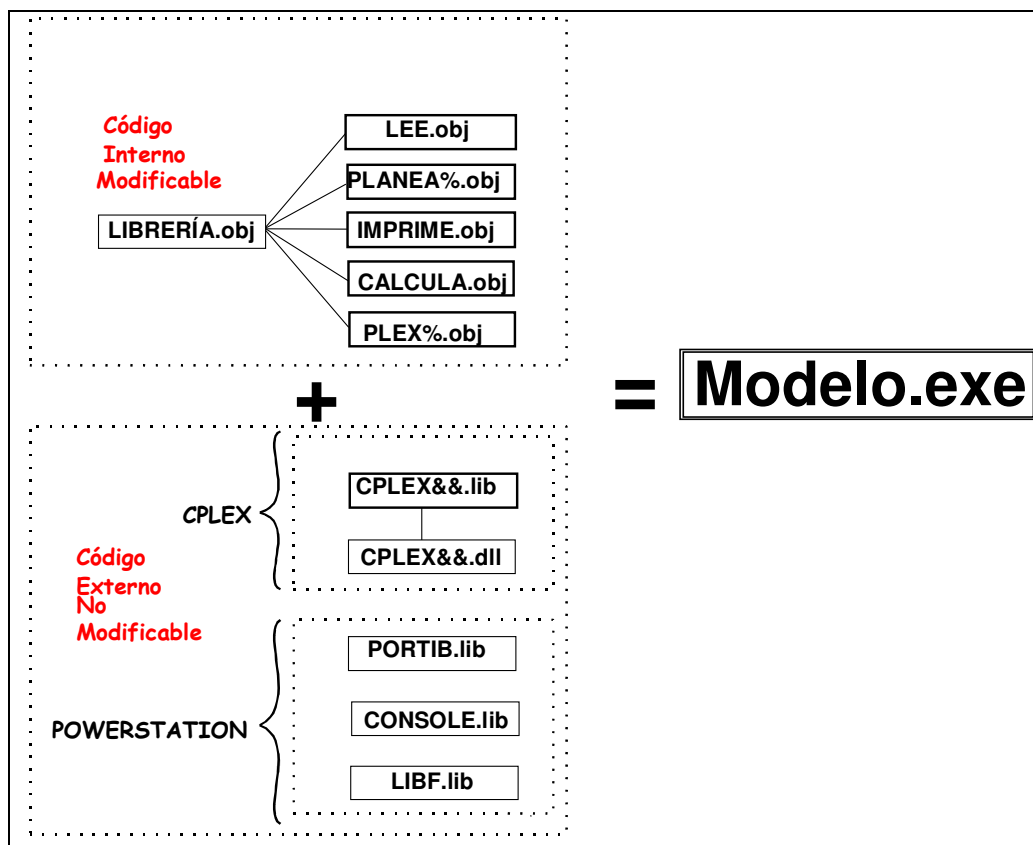 Código
Interno
Modificable
LIBRERÍA.obj
LEE.obj
PLANEA%.obj
IMPRIME.obj
CALCULA.obj
PLEX%.obj
+
= Modelo.exe
CPLEX
CPLEX&&.lib
CPLEX&&.dll
Código
Externo
No
Modificable
POWERSTATION
PORTIB.lib
CONSOLE.lib
LIBF.lib